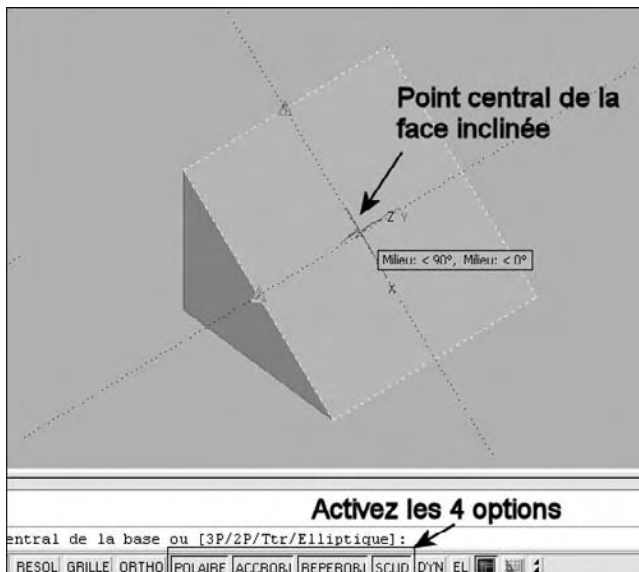 Point central de la
face inclinée
Z Y
Milieu: < 90°, Milieu: < 0°
X
Activez les 4 options
entral de la base ou [3P/2P/Ttr/Elliptique]:
RESOL GRILLE ORTHO POLAIRE ACCROBJ REPEROBJ SCUD DYN EL